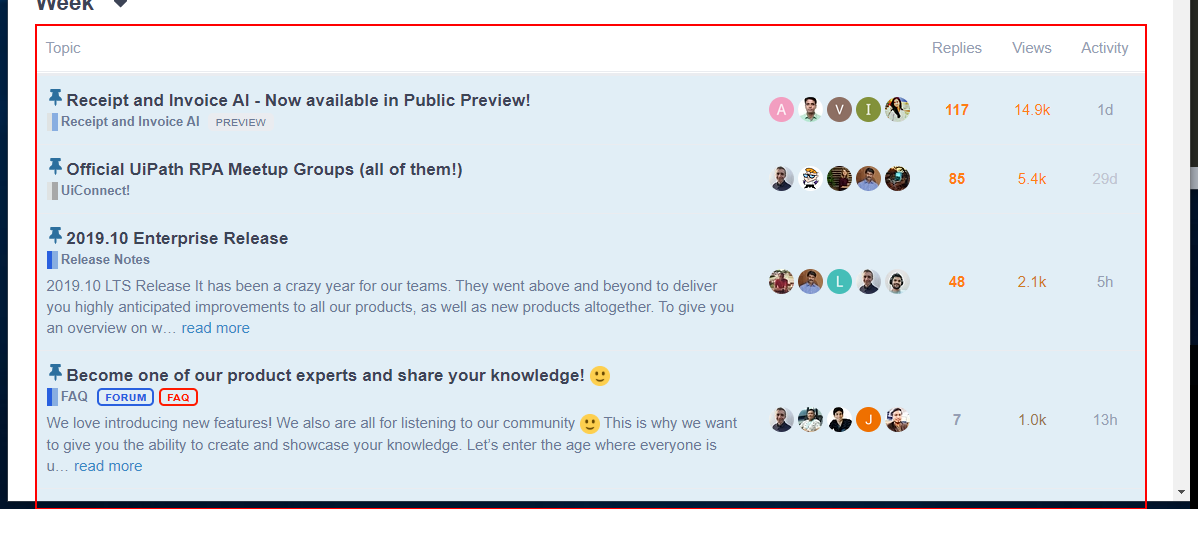 Week
Topic Replies Views Activity
Receipt and Invoice AI - Now available in Public Preview!
Receipt and Invoice AI PREVIEW
A V I 117 14.9k 1d
Official UiPath RPA Meetup Groups (all of them!)
UiConnect!
85 5.4k 29d
2019.10 Enterprise Release
Release Notes
2019.10 LTS Release It has been a crazy year for our teams. They went above and beyond to deliver
you highly anticipated improvements to all our products, as well as new products altogether. To give you
an overview on w… read more
L 48 2.1k 5h
Become one of our product experts and share your knowledge! 🙂
FAQ FORUM FAQ
We love introducing new features! We also are all for listening to our community 🙂 This is why we want
to give you the ability to create and showcase your knowledge. Let’s enter the age where everyone is
u… read more
J 7 1.0k 13h